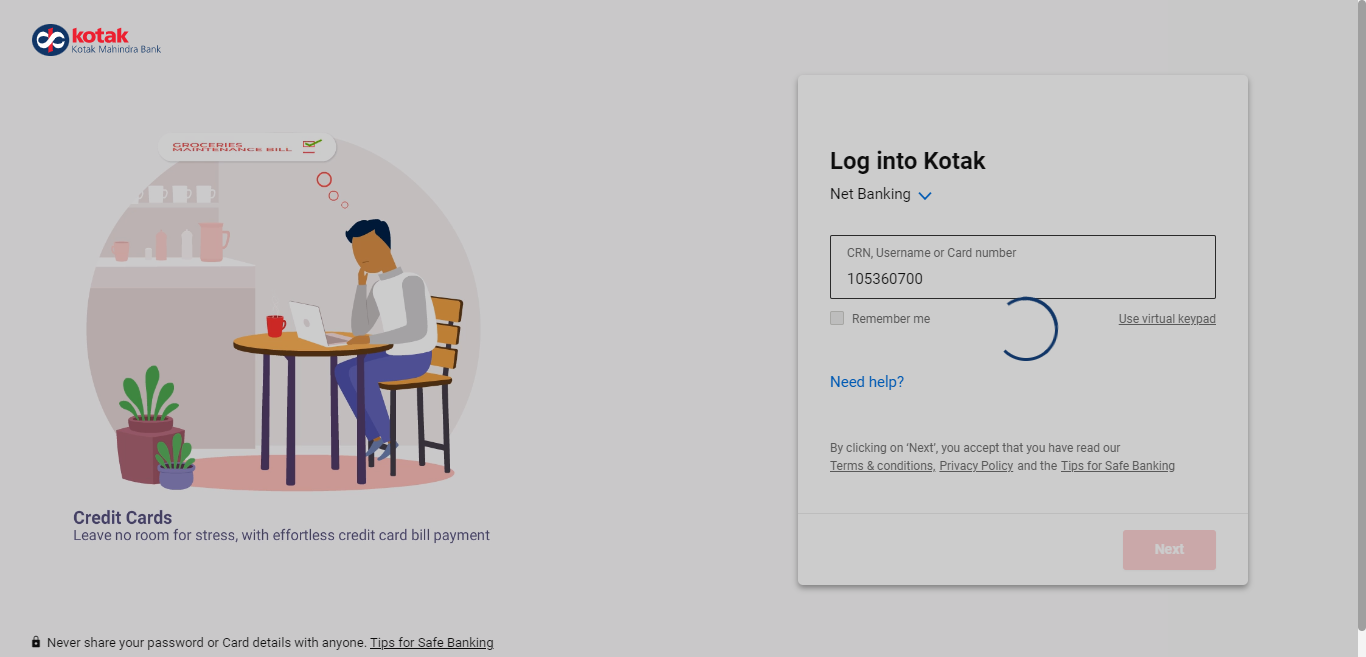 kotak
Kotak Mahindra Bank
GROCERIES
MAINTENANCE BILL
Log into Kotak
Net Banking
CRN, Username or Card number
105360700
Remember me
Use virtual keypad
Need help?
By clicking on ‘Next’, you accept that you have read our
Terms & conditions, Privacy Policy and the Tips for Safe Banking
Next
Credit Cards
Leave no room for stress, with effortless credit card bill payment
Never share your password or Card details with anyone. Tips for Safe Banking